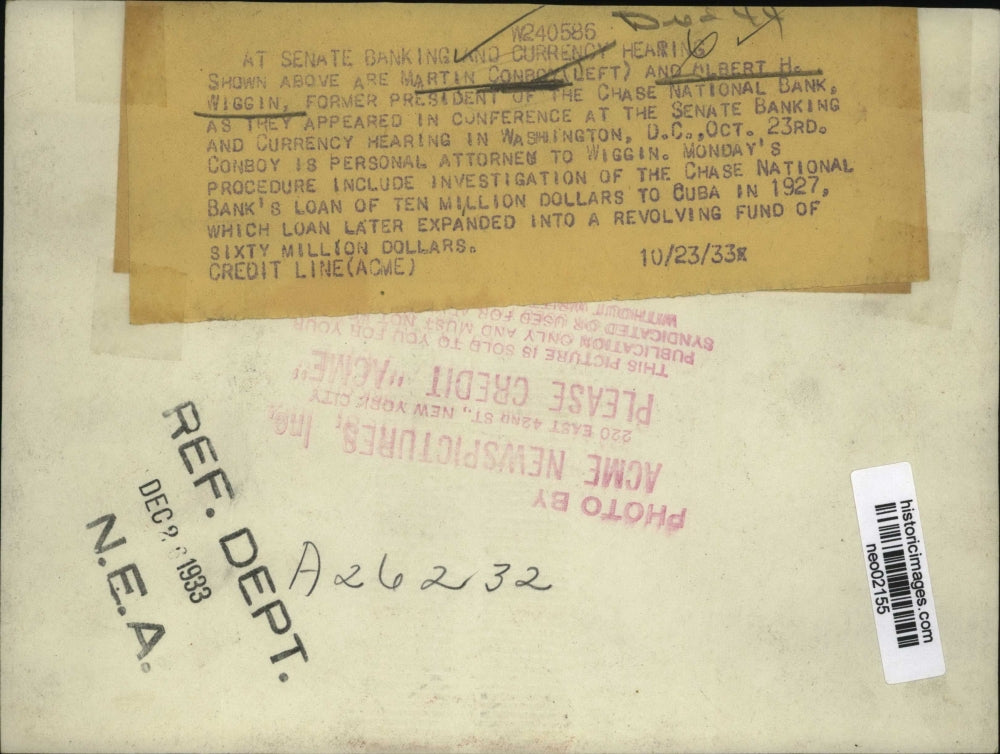 W240586
AT SENATE BANKING AND CURRENCY HEARING
SHOWN ABOVE ARE MARTIN CONBOY (LEFT) AND ALBERT H.
WIGGIN, FORMER PRESIDENT OF THE CHASE NATIONAL BANK,
AS THEY APPEARED IN CONFERENCE AT THE SENATE BANKING
AND CURRENCY HEARING IN WASHINGTON, D.C., OCT. 23RD.
CONBOY IS PERSONAL ATTORNEY TO WIGGIN. MONDAY'S
PROCEDURE INCLUDE INVESTIGATION OF THE CHASE NATIONAL
BANK'S LOAN OF TEN MILLION DOLLARS TO CUBA IN 1927,
WHICH LOAN LATER EXPANDED INTO A REVOLVING FUND OF
SIXTY MILLION DOLLARS.
CREDIT LINE(ACME) 10/23/33
PHOTO BY
ACME NEWSPICTURES, Inc.
220 EAST 42ND ST., NEW YORK CITY
PLEASE CREDIT "ACME"
THIS PICTURE IS SOLD TO YOU FOR YOUR
PUBLICATION ONLY AND MUST NOT
SYNDICATED OR USED FOR
WITHOUT
REF. DEPT.
DEC 2 1933
N.E.A.
A26232
historicimages.com
neo02155